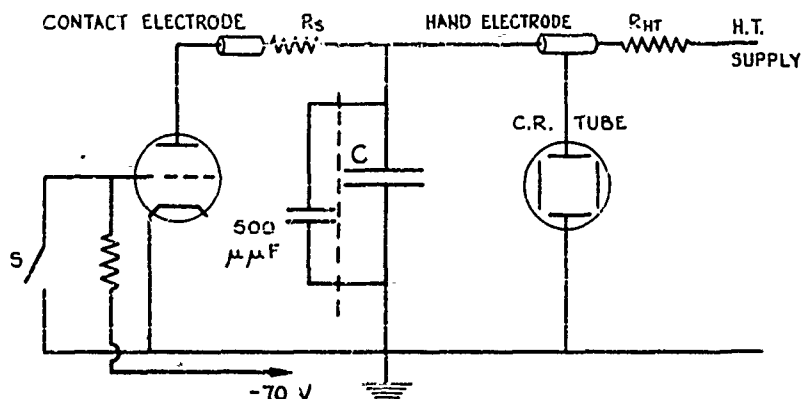 CONTACT ELECTRODE
RS
HAND ELECTRODE
RHT
H.T.
SUPPLY
C.R. TUBE
C
500
μμF
S
-70 V